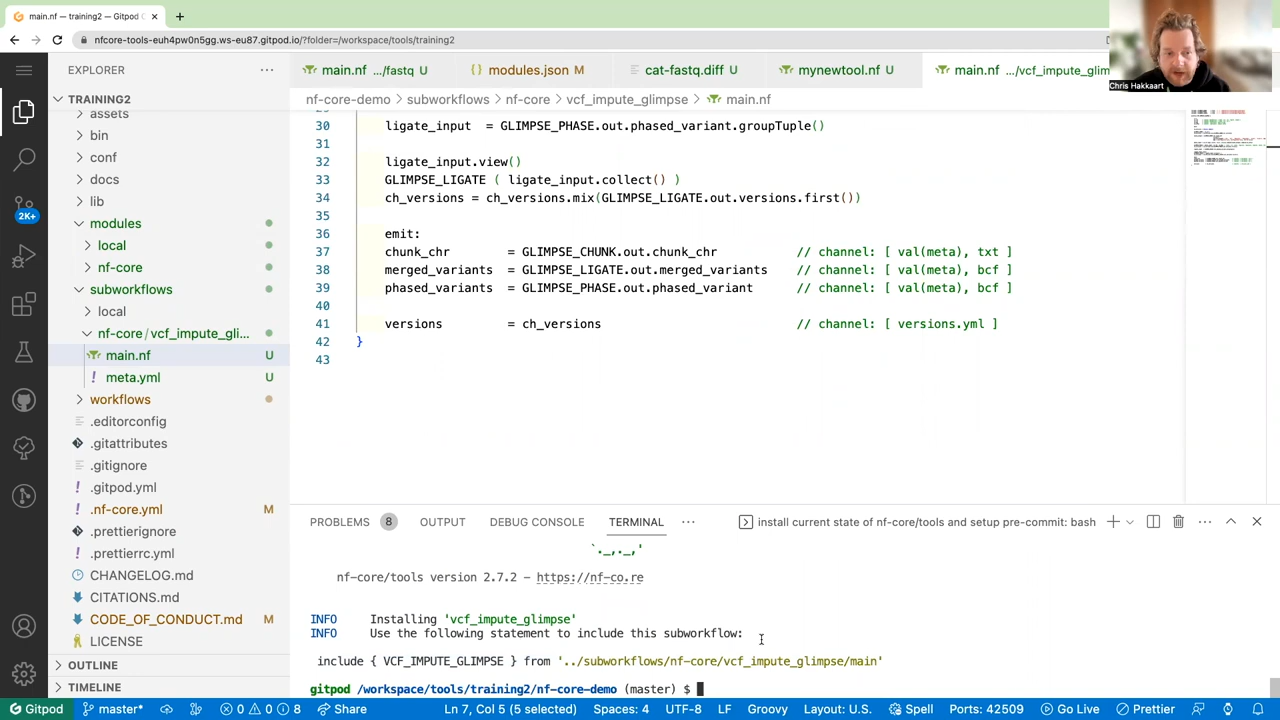 main.nf — training2 — Gitpod C
nfcore-tools-euh4pw0n5gg.ws-eu87.gitpod.io/?folder=/workspace/tools/training2
Chris Hakkaart
EXPLORER
TRAINING2
assets
bin
conf
lib
modules
local
nf-core
subworkflows
local
nf-core/vcf_impute_gli...
main.nf U
meta.yml U
workflows
.editorconfig
.gitattributes
.gitignore
.gitpod.yml
.nf-core.yml M
.prettierignore
.prettierrc.yml
CHANGELOG.md
CITATIONS.md
CODE_OF_CONDUCT.md M
LICENSE
OUTLINE
TIMELINE
2K+
main.nf .../fastq U
modules.json M
cat-fastq.diff U
mynewtool.nf U
main.nf .../vcf_glim
nf-core-demo > subworkflows > nf-core > vcf_impute_glimpse > main.nf
30 ligate_input E_PHASE.out.phased_variant.group ()
ligate_input.vi
33 GLIMPSE_LIGATE ( input.collect() )
34 ch_versions = ch_versions.mix(GLIMPSE_LIGATE.out.versions.first())
35
36 emit:
37 chunk_chr = GLIMPSE_CHUNK.out.chunk_chr // channel: [ val(meta), txt ]
38 merged_variants = GLIMPSE_LIGATE.out.merged_variants // channel: [ val(meta), bcf ]
39 phased_variants = GLIMPSE_PHASE.out.phased_variant // channel: [ val(meta), bcf ]
40
41 versions = ch_versions // channel: [ versions.yml ]
42 }
43
PROBLEMS 8 OUTPUT DEBUG CONSOLE TERMINAL ... install current state of nf-core/tools and setup pre-commit: bash
`._,._,'
nf-core/tools version 2.7.2 - https://nf-co.re
INFO Installing 'vcf_impute_glimpse'
INFO Use the following statement to include this subworkflow:
include { VCF_IMPUTE_GLIMPSE } from '../subworkflows/nf-core/vcf_impute_glimpse/main'
gitpod /workspace/tools/training2/nf-core-demo (master) $
Gitpod master* 0 0 8 Share Ln 7, Col 5 (5 selected) Spaces: 4 UTF-8 LF Groovy Layout: U.S. Spell Ports: 42509 Go Live Prettier